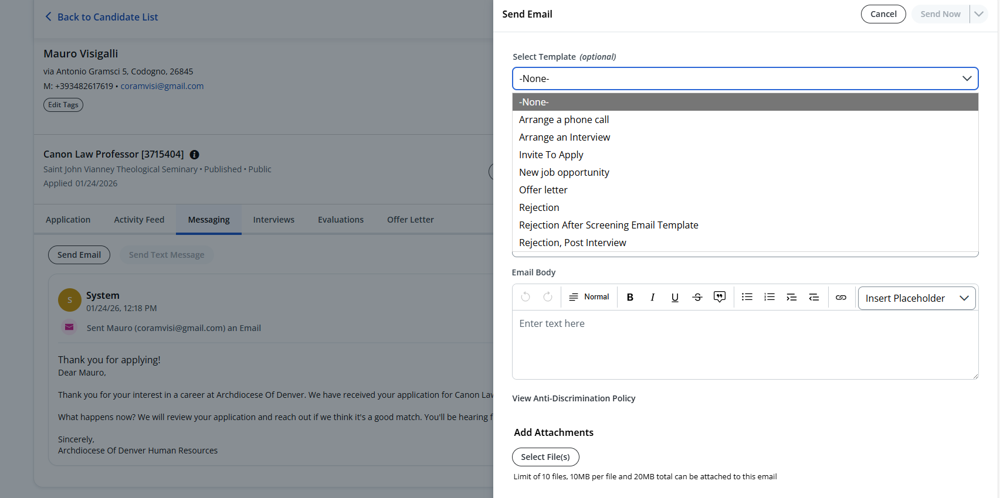 Back to Candidate List
Mauro Visigalli
via Antonio Gramsci 5, Codogno, 26845
M: +393482617619 • coramvisi@gmail.com
Edit Tags
Canon Law Professor [3715404]
Saint John Vianney Theological Seminary • Published • Public
Applied 01/24/2026
Application Activity Feed Messaging Interviews Evaluations Offer Letter
Send Email Send Text Message
S
System
01/24/26, 12:18 PM
Sent Mauro (coramvisi@gmail.com) an Email
Thank you for applying!
Dear Mauro,
Thank you for your interest in a career at Archdiocese Of Denver. We have received your application for Canon Law
What happens now? We will review your application and reach out if we think it's a good match. You'll be hearing
Sincerely,
Archdiocese Of Denver Human Resources
Send Email
Cancel
Send Now
Select Template (optional)
-None-
-None-
Arrange a phone call
Arrange an Interview
Invite To Apply
New job opportunity
Offer letter
Rejection
Rejection After Screening Email Template
Rejection, Post Interview
Email Body
Normal B I U S Insert Placeholder
Enter text here
View Anti-Discrimination Policy
Add Attachments
Select File(s)
Limit of 10 files, 10MB per file and 20MB total can be attached to this email